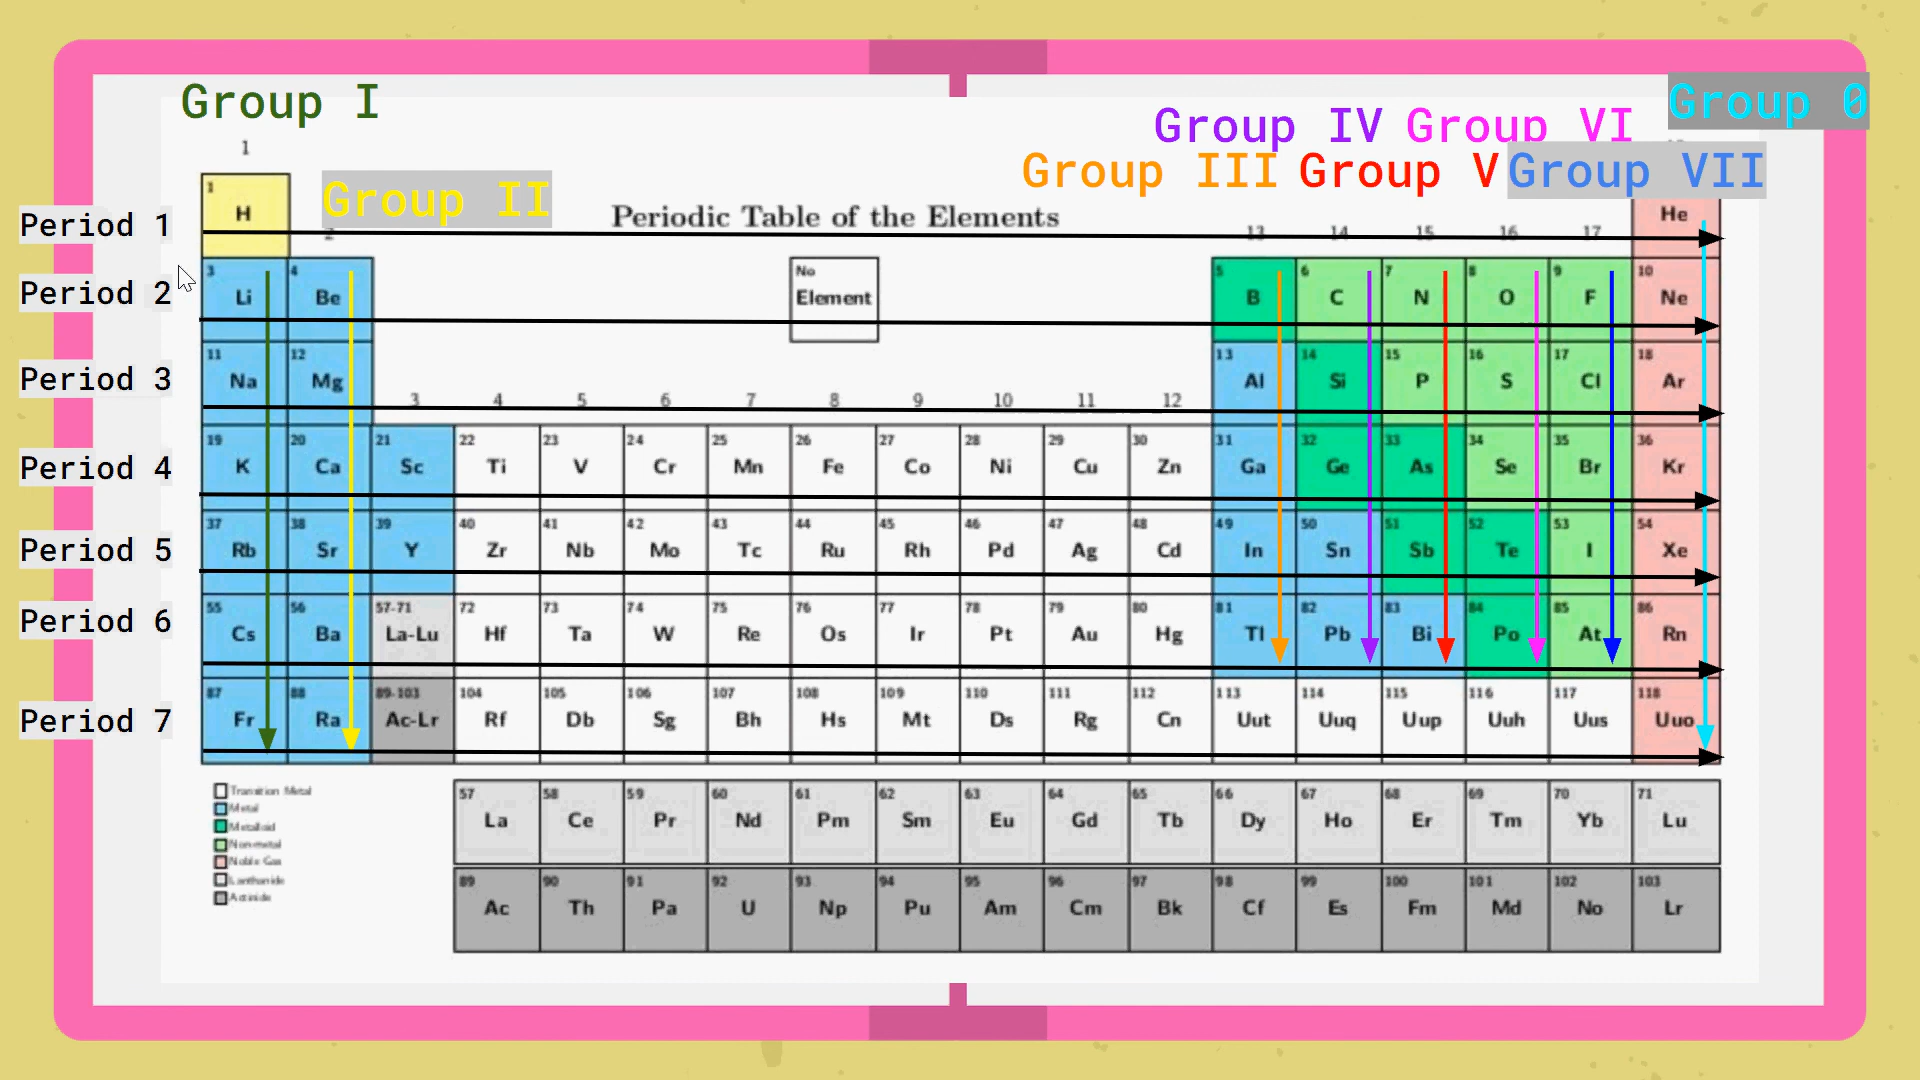 Group I
Group IV Group VI Group 0
Group III Group V Group VII
1
Group II
Periodic Table of the Elements
Period 1
1 H He
2 13 14 15 16 17
Period 2
3 Li 4 Be No Element 5 B 6 C 7 N 8 O 9 F 10 Ne
Period 3
11 Na 12 Mg 13 Al 14 Si 15 P 16 S 17 Cl 18 Ar
3 4 5 6 7 8 9 10 11 12
Period 4
19 K 20 Ca 21 Sc 22 Ti 23 V 24 Cr 25 Mn 26 Fe 27 Co 28 Ni 29 Cu 30 Zn 31 Ga 32 Ge 33 As 34 Se 35 Br 36 Kr
Period 5
37 Rb 38 Sr 39 Y 40 Zr 41 Nb 42 Mo 43 Tc 44 Ru 45 Rh 46 Pd 47 Ag 48 Cd 49 In 50 Sn 51 Sb 52 Te 53 I 54 Xe
Period 6
55 Cs 56 Ba 57-71 La-Lu 72 Hf 73 Ta 74 W 75 Re 76 Os 77 Ir 78 Pt 79 Au 80 Hg 81 Tl 82 Pb 83 Bi 84 Po 85 At 86 Rn
Period 7
87 Fr 88 Ra 89-103 Ac-Lr 104 Rf 105 Db 106 Sg 107 Bh 108 Hs 109 Mt 110 Ds 111 Rg 112 Cn 113 Uut 114 Uuq 115 Uup 116 Uuh 117 Uus 118 Uuo
Transition Metal
Metal
Metalloid
Non-metal
Noble Gas
Lanthanide
Actinide
57 La 58 Ce 59 Pr 60 Nd 61 Pm 62 Sm 63 Eu 64 Gd 65 Tb 66 Dy 67 Ho 68 Er 69 Tm 70 Yb 71 Lu
89 Ac 90 Th 91 Pa 92 U 93 Np 94 Pu 95 Am 96 Cm 97 Bk 98 Cf 99 Es 100 Fm 101 Md 102 No 103 Lr